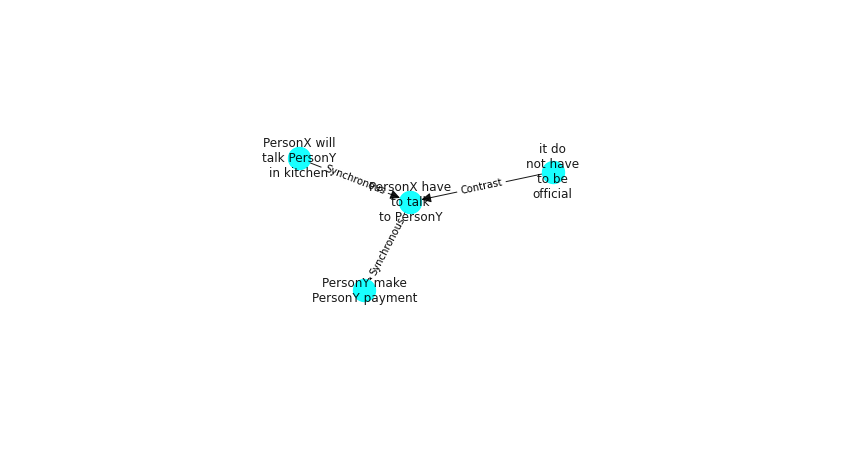 PersonX will
talk PersonY
in kitchen
Synchronous
PersonX have
to talk
to PersonY
Contrast
it do
not have
to be
official
Synchronous
PersonY make
PersonY payment